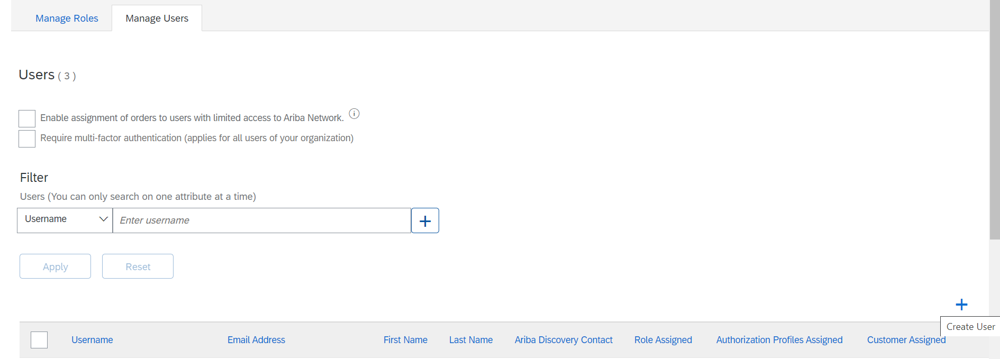 Manage Roles Manage Users
Users ( 3 )
Enable assignment of orders to users with limited access to Ariba Network. i
Require multi-factor authentication (applies for all users of your organization)
Filter
Users (You can only search on one attribute at a time)
Username Enter username +
Apply Reset
+
Create User
Username Email Address First Name Last Name Ariba Discovery Contact Role Assigned Authorization Profiles Assigned Customer Assigned